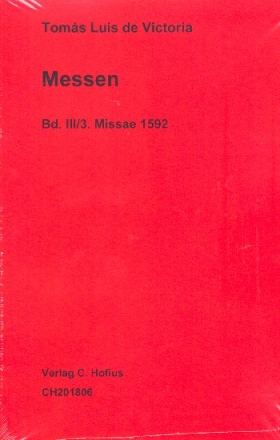 Tomás Luis de Victoria
Messen
Bd. III/3. Missae 1592
Verlag C. Hofius
CH201806